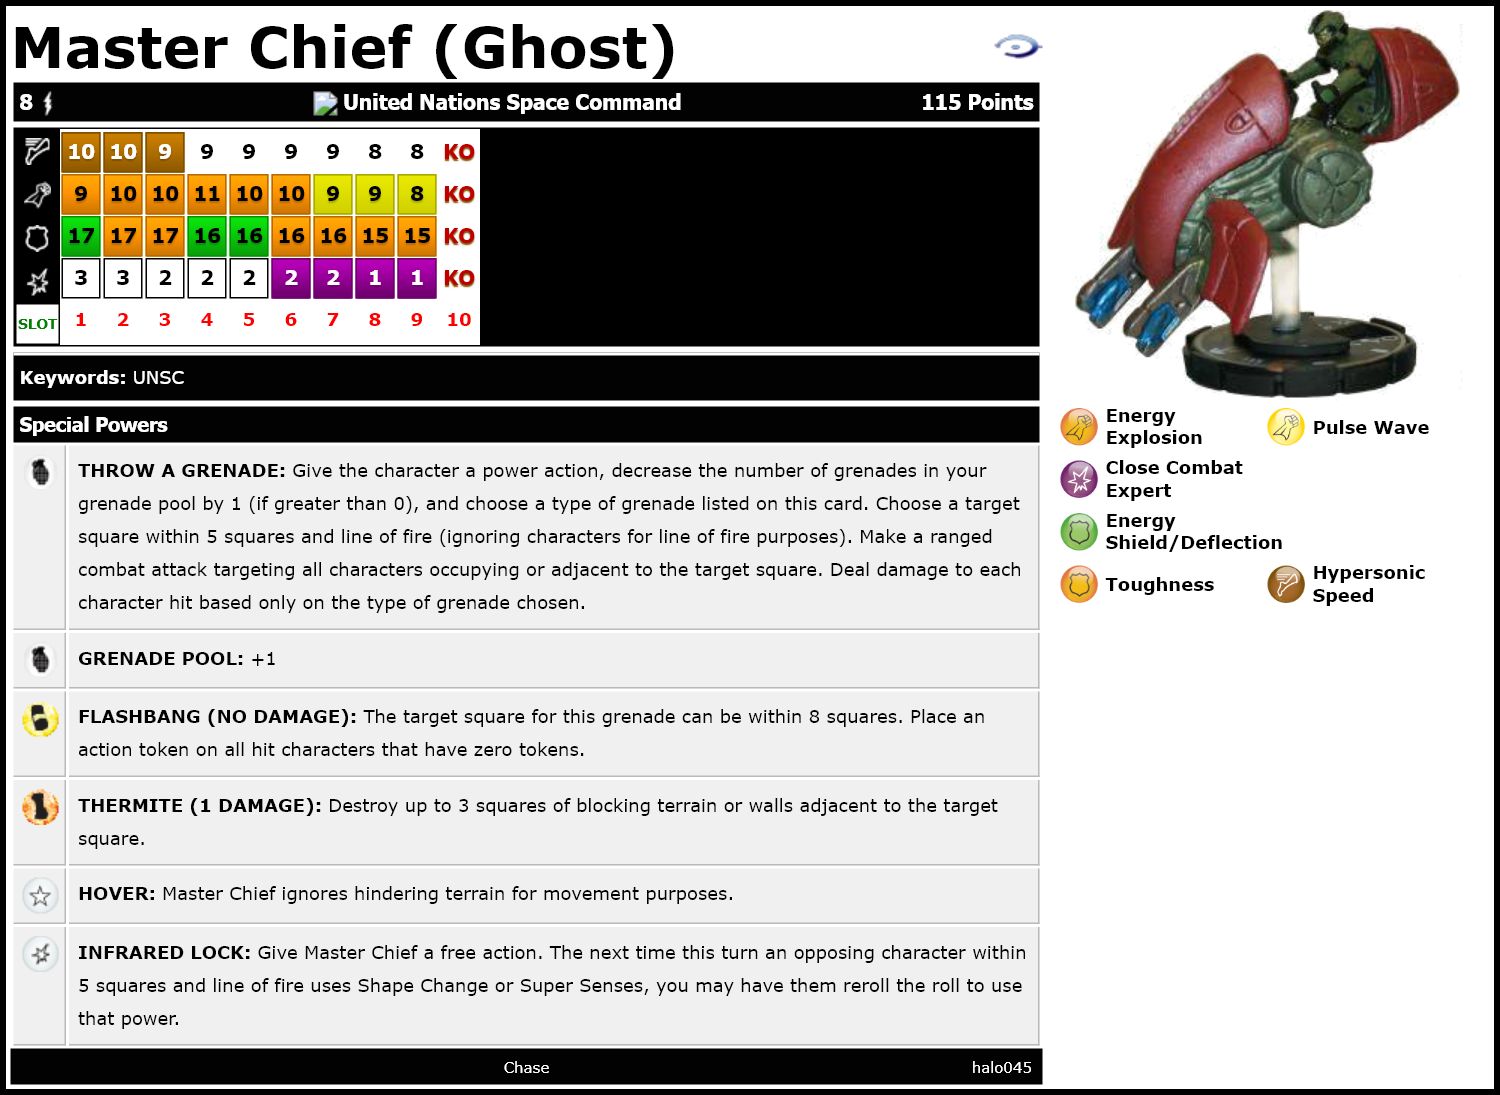 Master Chief (Ghost)
8 United Nations Space Command 115 Points
10 10 9 9 9 9 9 8 8 KO
9 10 10 11 10 10 9 9 8 KO
17 17 17 16 16 16 16 15 15 KO
3 3 2 2 2 2 2 1 1 KO
SLOT 1 2 3 4 5 6 7 8 9 10
Keywords: UNSC
Special Powers
THROW A GRENADE: Give the character a power action, decrease the number of grenades in your
grenade pool by 1 (if greater than 0), and choose a type of grenade listed on this card. Choose a target
square within 5 squares and line of fire (ignoring characters for line of fire purposes). Make a ranged
combat attack targeting all characters occupying or adjacent to the target square. Deal damage to each
character hit based only on the type of grenade chosen.
GRENADE POOL: +1
FLASHBANG (NO DAMAGE): The target square for this grenade can be within 8 squares. Place an
action token on all hit characters that have zero tokens.
THERMITE (1 DAMAGE): Destroy up to 3 squares of blocking terrain or walls adjacent to the target
square.
HOVER: Master Chief ignores hindering terrain for movement purposes.
INFRARED LOCK: Give Master Chief a free action. The next time this turn an opposing character within
5 squares and line of fire uses Shape Change or Super Senses, you may have them reroll the roll to use
that power.
Chase halo045
Energy
Explosion
Pulse Wave
Close Combat
Expert
Energy
Shield/Deflection
Toughness
Hypersonic
Speed